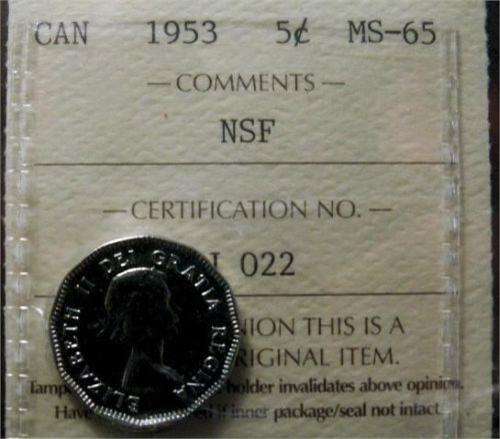 CAN 1953 5¢ MS-65
— COMMENTS —
NSF
— CERTIFICATION NO. —
022
NION THIS IS A
RIGINAL ITEM.
holder invalidates above opinion.
Have if inner package/seal not intact.
ELIZABETH II DEI GRATIA REGINA